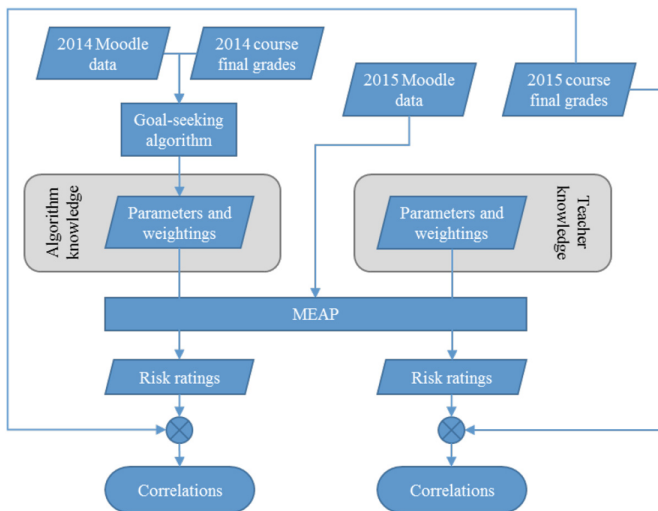 2014 Moodle
data
2014 course
final grades
2015 Moodle
data
2015 course
final grades
Goal-seeking
algorithm
Algorithm
knowledge
Parameters and
weightings
Parameters and
weightings
Teacher
knowledge
MEAP
Risk ratings
Risk ratings
Correlations
Correlations